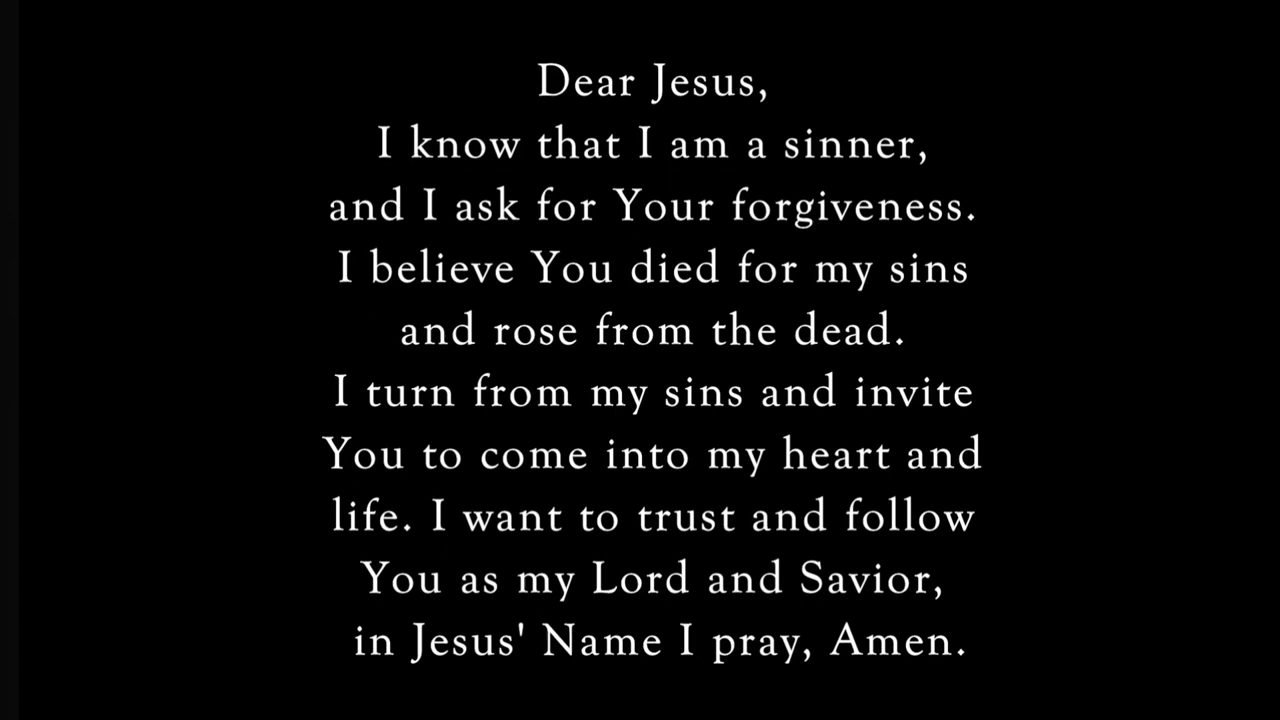 Dear Jesus,
I know that I am a sinner,
and I ask for Your forgiveness.
I believe You died for my sins
and rose from the dead.
I turn from my sins and invite
You to come into my heart and
life. I want to trust and follow
You as my Lord and Savior,
in Jesus' Name I pray, Amen.